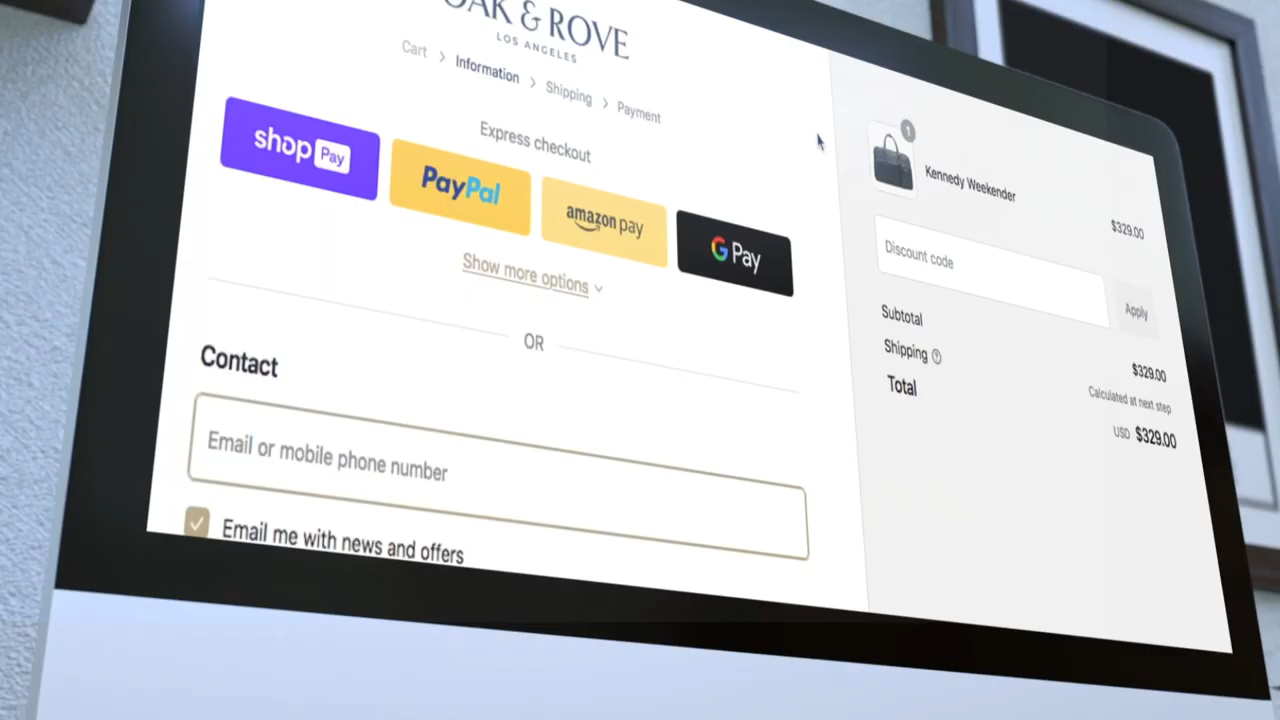 OAK & ROVE
LOS ANGELES
Cart > Information > Shipping > Payment
Express checkout
shop Pay
PayPal
amazon pay
G Pay
Show more options
OR
Contact
Email or mobile phone number
Email me with news and offers
1
Kennedy Weekender
$329.00
Discount code
Apply
Subtotal
$329.00
Shipping ?
Calculated at next step
Total
USD $329.00